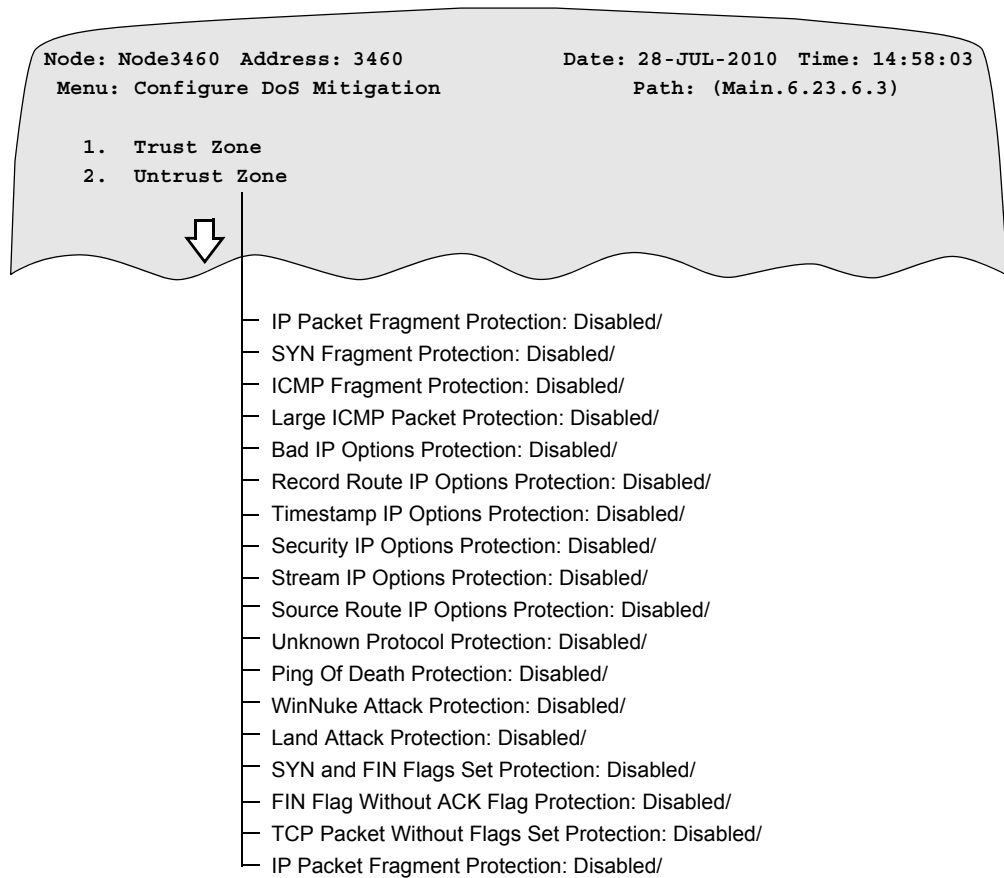 Node: Node3460 Address: 3460 Date: 28-JUL-2010 Time: 14:58:03
Menu: Configure DoS Mitigation Path: (Main.6.23.6.3)
1. Trust Zone
2. Untrust Zone
IP Packet Fragment Protection: Disabled/
SYN Fragment Protection: Disabled/
ICMP Fragment Protection: Disabled/
Large ICMP Packet Protection: Disabled/
Bad IP Options Protection: Disabled/
Record Route IP Options Protection: Disabled/
Timestamp IP Options Protection: Disabled/
Security IP Options Protection: Disabled/
Stream IP Options Protection: Disabled/
Source Route IP Options Protection: Disabled/
Unknown Protocol Protection: Disabled/
Ping Of Death Protection: Disabled/
WinNuke Attack Protection: Disabled/
Land Attack Protection: Disabled/
SYN and FIN Flags Set Protection: Disabled/
FIN Flag Without ACK Flag Protection: Disabled/
TCP Packet Without Flags Set Protection: Disabled/
IP Packet Fragment Protection: Disabled/